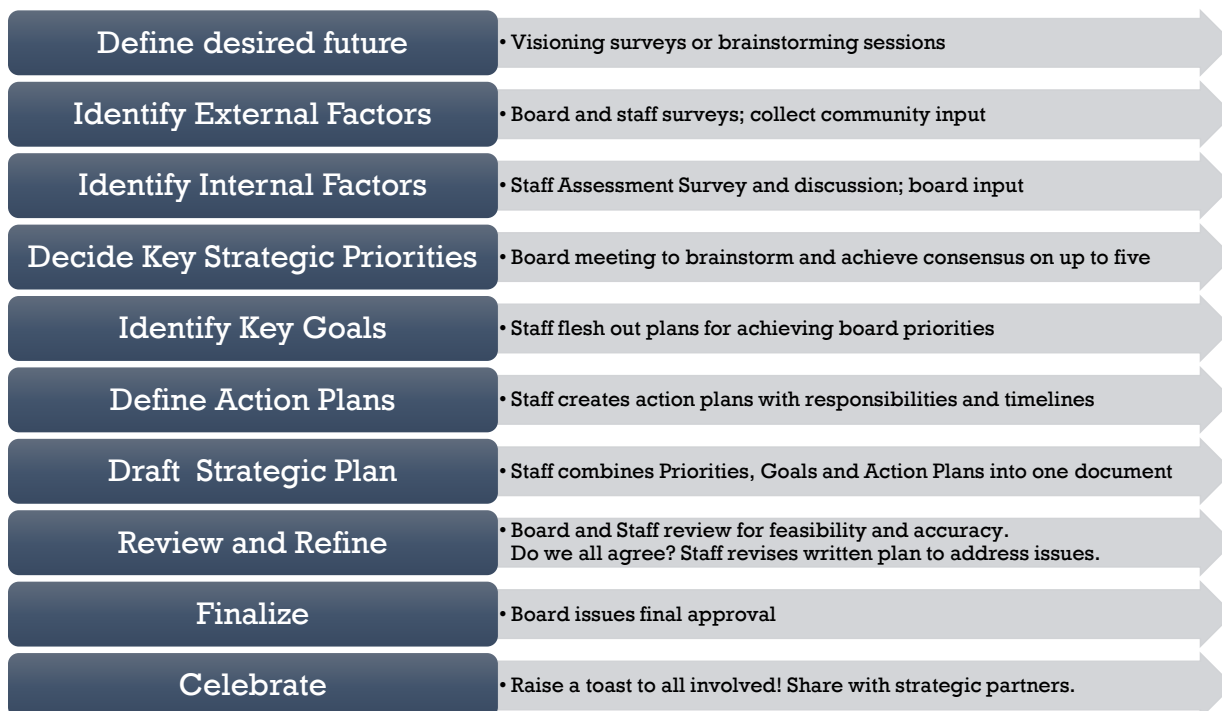 Define desired future
• Visioning surveys or brainstorming sessions
Identify External Factors
• Board and staff surveys; collect community input
Identify Internal Factors
• Staff Assessment Survey and discussion; board input
Decide Key Strategic Priorities
• Board meeting to brainstorm and achieve consensus on up to five
Identify Key Goals
• Staff flesh out plans for achieving board priorities
Define Action Plans
• Staff creates action plans with responsibilities and timelines
Draft Strategic Plan
• Staff combines Priorities, Goals and Action Plans into one document
Review and Refine
• Board and Staff review for feasibility and accuracy.
Do we all agree? Staff revises written plan to address issues.
Finalize
• Board issues final approval
Celebrate
• Raise a toast to all involved! Share with strategic partners.